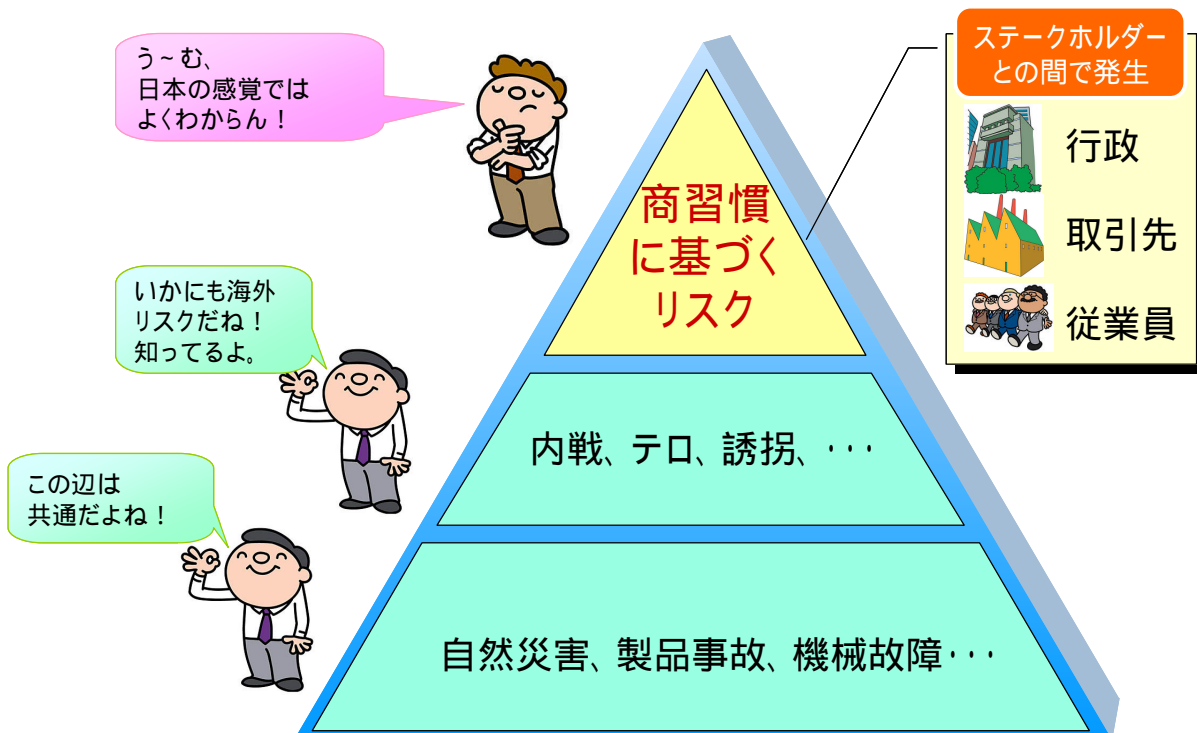 う~む、
日本の感覚では
よくわからん!
ステークホルダー
との間で発生
行政
取引先
従業員
商習慣
に基づく
リスク
いかにも海外
リスクだね!
知ってるよ。
内戦、テロ、誘拐、・・・
この辺は
共通だよね!
自然災害、製品事故、機械故障・・・